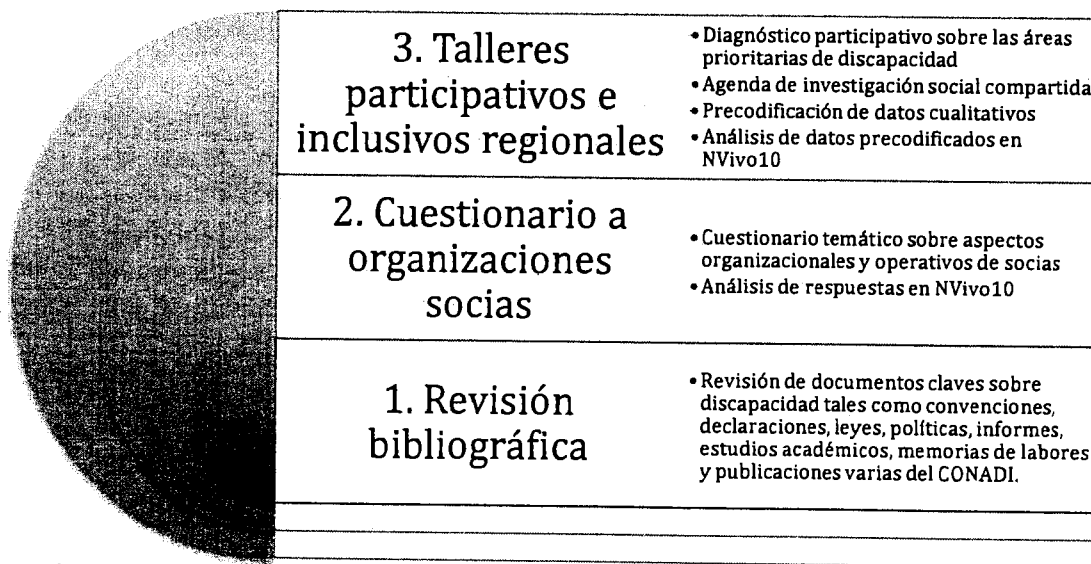 3. Talleres
participativos e
inclusivos regionales
• Diagnóstico participativo sobre las áreas
prioritarias de discapacidad
• Agenda de investigación social compartida
• Precodificación de datos cualitativos
• Análisis de datos precodificados en
NVivo10
2. Cuestionario a
organizaciones
socias
• Cuestionario temático sobre aspectos
organizacionales y operativos de socias
• Análisis de respuestas en NVivo10
1. Revisión
bibliográfica
• Revisión de documentos claves sobre
discapacidad tales como convenciones,
declaraciones, leyes, políticas, informes,
estudios académicos, memorias de labores
y publicaciones varias del CONADI.